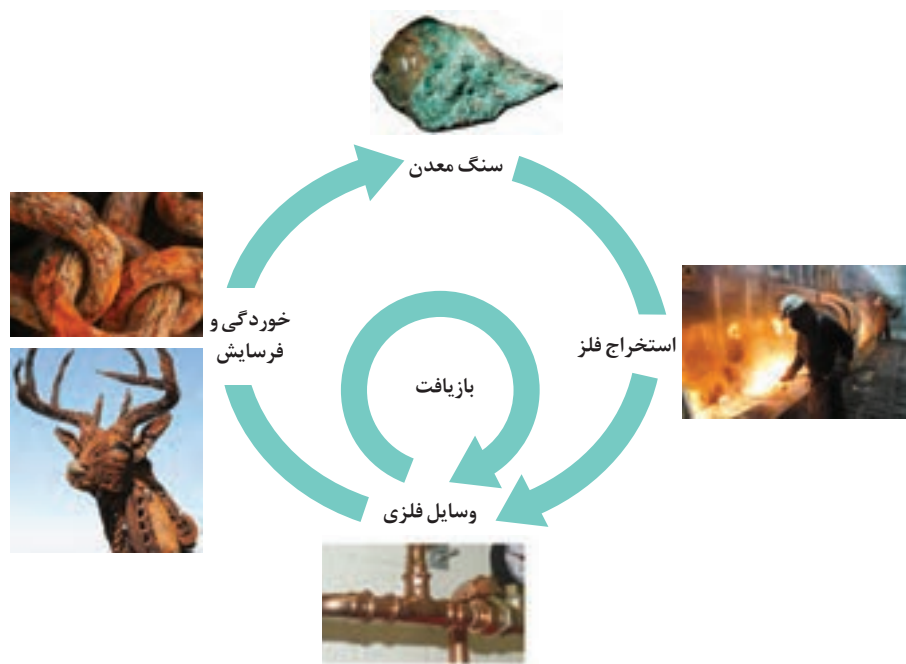 سنگ معدن
استخراج فلز
خوردگی و
فرسایش
بازیافت
وسایل فلزی